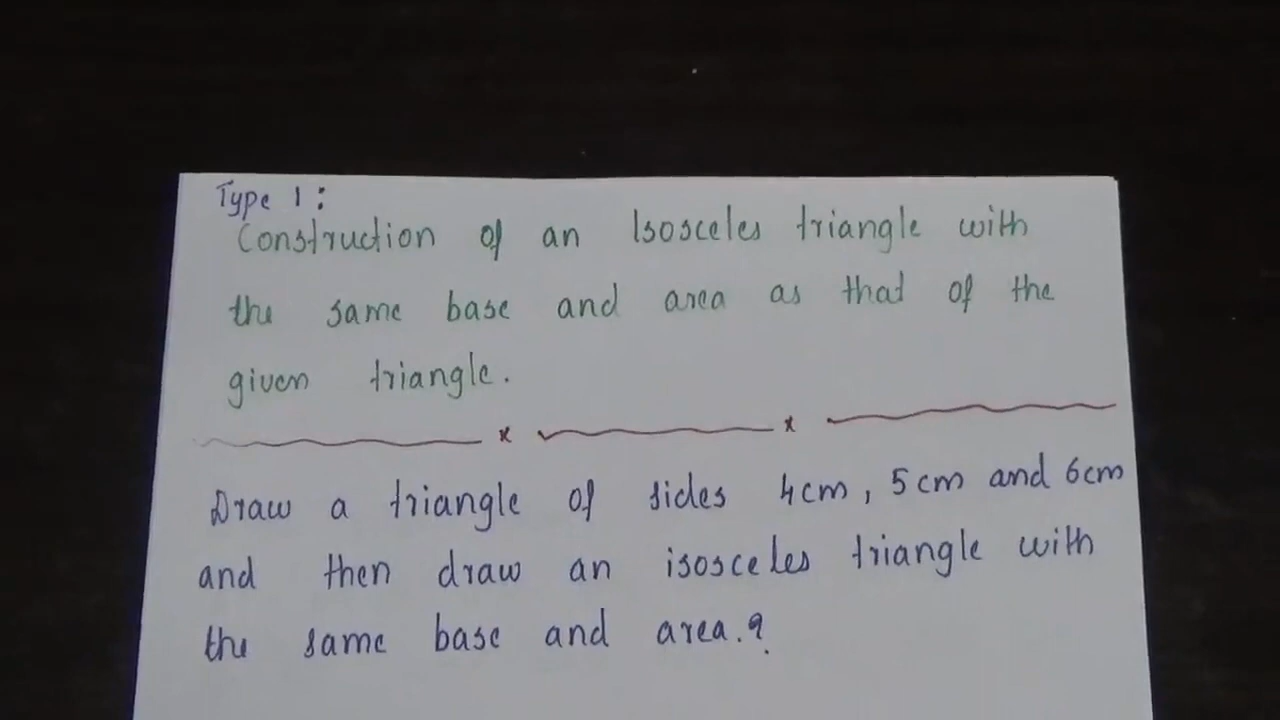 Type 1:
Construction of an Isosceles triangle with
the same base and area as that of the
given triangle.
x x
Draw a triangle of sides 4cm, 5cm and 6cm
and then draw an isosceles triangle with
the same base and area.?